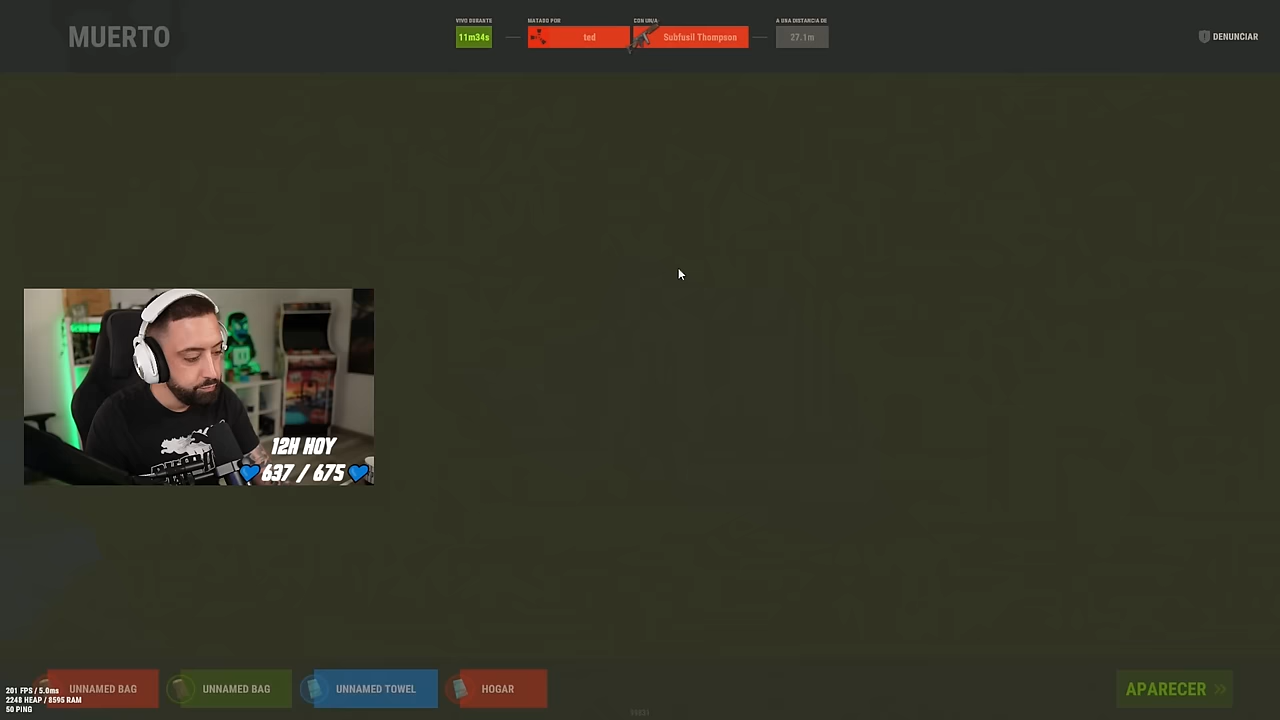 MUERTO
VIVO DURANTE
11m34s
MATADO POR
ted
CON UN/A
Subfusil Thompson
A UNA DISTANCIA DE
27.1m
DENUNCIAR
12H HOY
637 / 675
UNNAMED BAG
UNNAMED BAG
UNNAMED TOWEL
HOGAR
APARECER
201 FPS / 5.0ms
2248 HEAP / 8595 RAM
50 PING